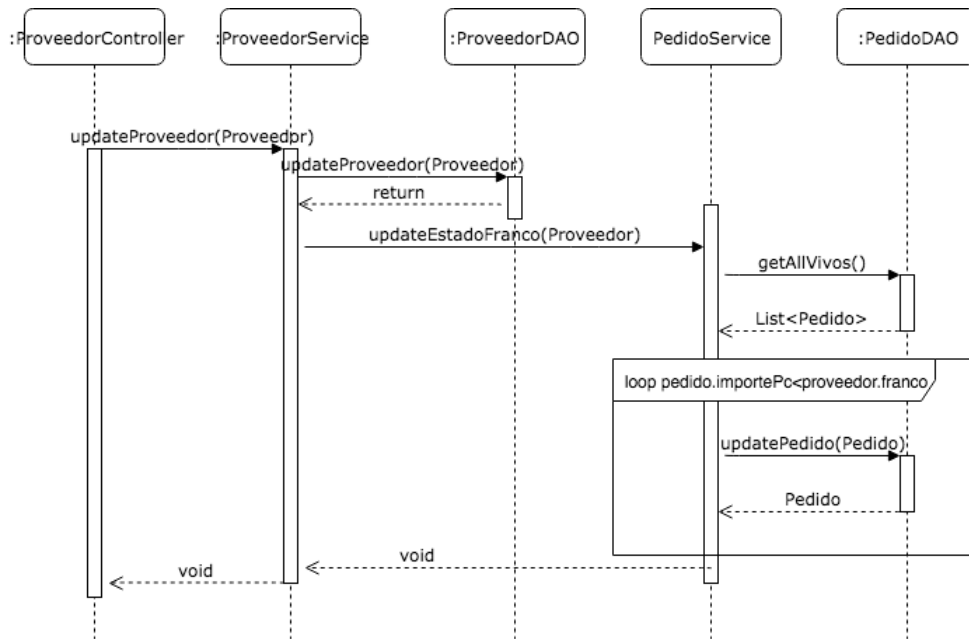 :ProveedorController
:ProveedorService
:ProveedorDAO
PedidoService
:PedidoDAO
updateProveedor(Proveedor)
updateProveedor(Proveedor)
return
updateEstadoFranco(Proveedor)
getAllVivos()
List<Pedido>
loop pedido.importePc<proveedor.franco
updatePedido(Pedido)
Pedido
void
void